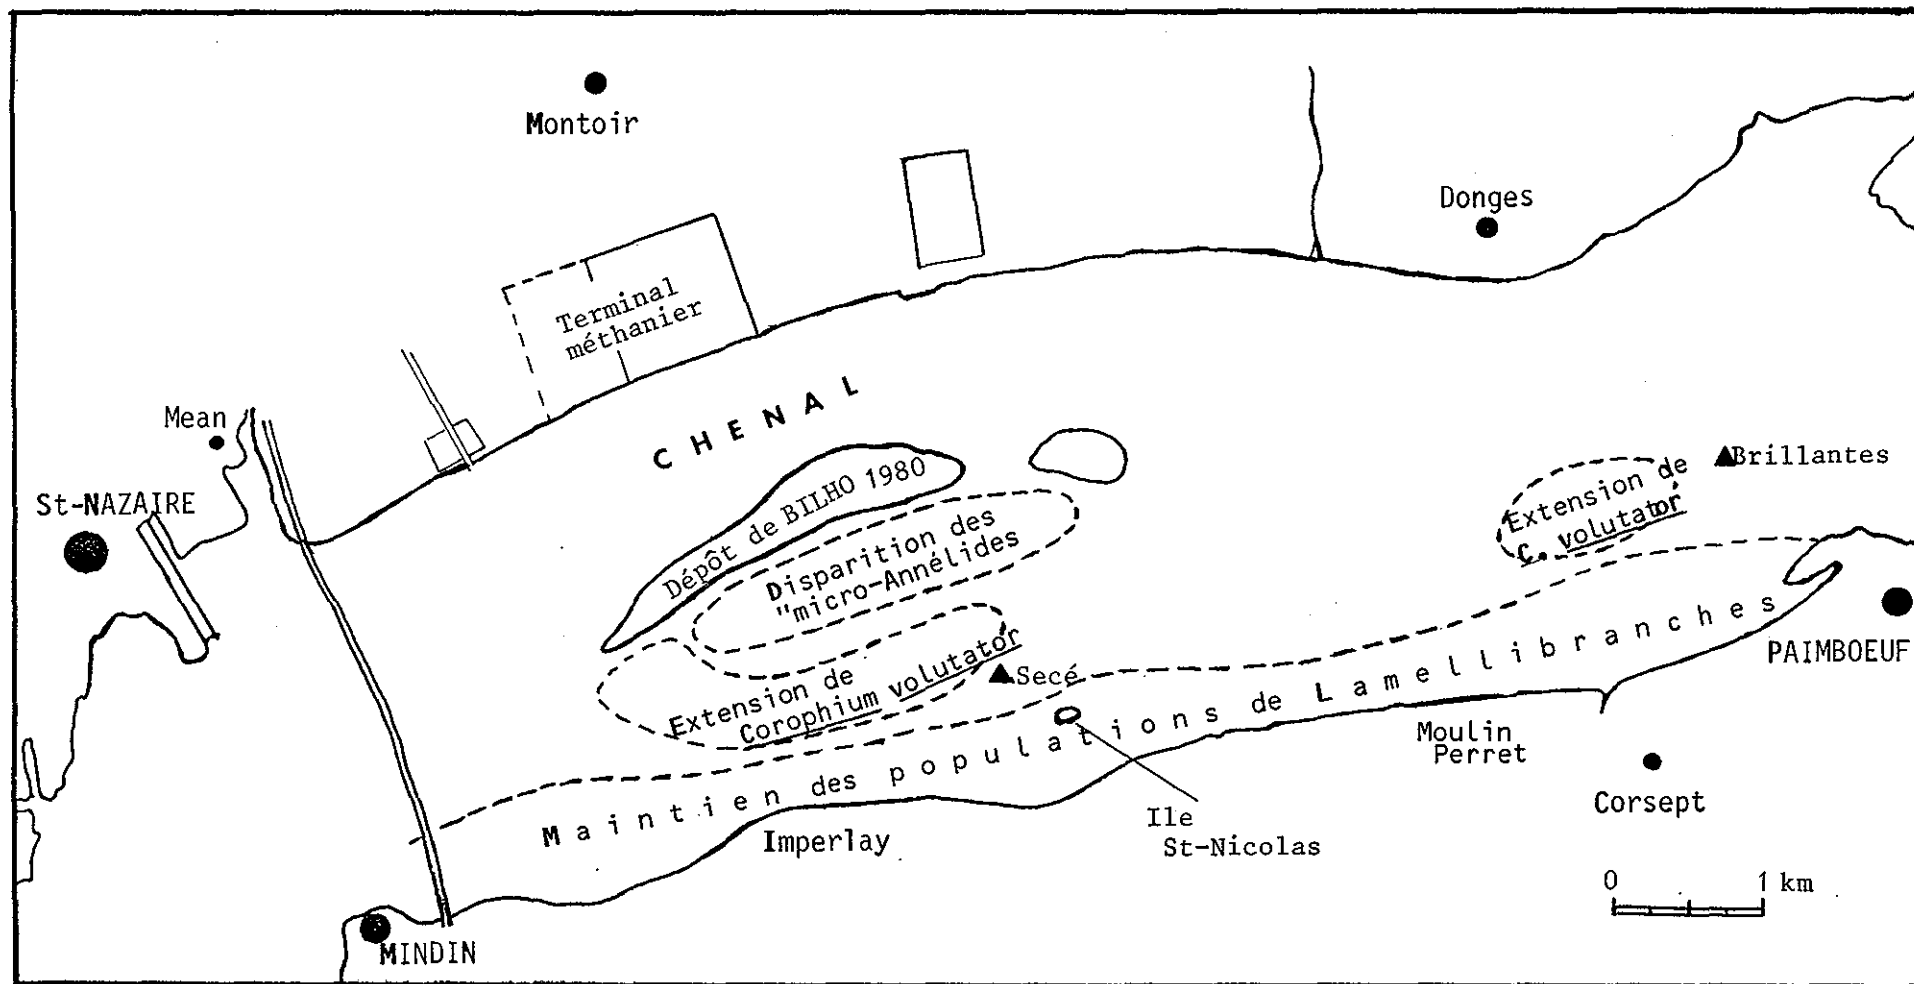 Montoir
Donges
Terminal
méthanier
CHENAL
Mean
St-NAZAIRE
Dépôt de BILHO 1980
Disparition des
"micro-Annélides
Extension de
Corophium volutator
Secé
Extension de
C. volutator
Brillantes
PAIMBOEUF
Maintien des populations de Lamellibranches
Moulin
Perret
Corsept
Imperlay
Ile
St-Nicolas
MINDIN
0 1 km